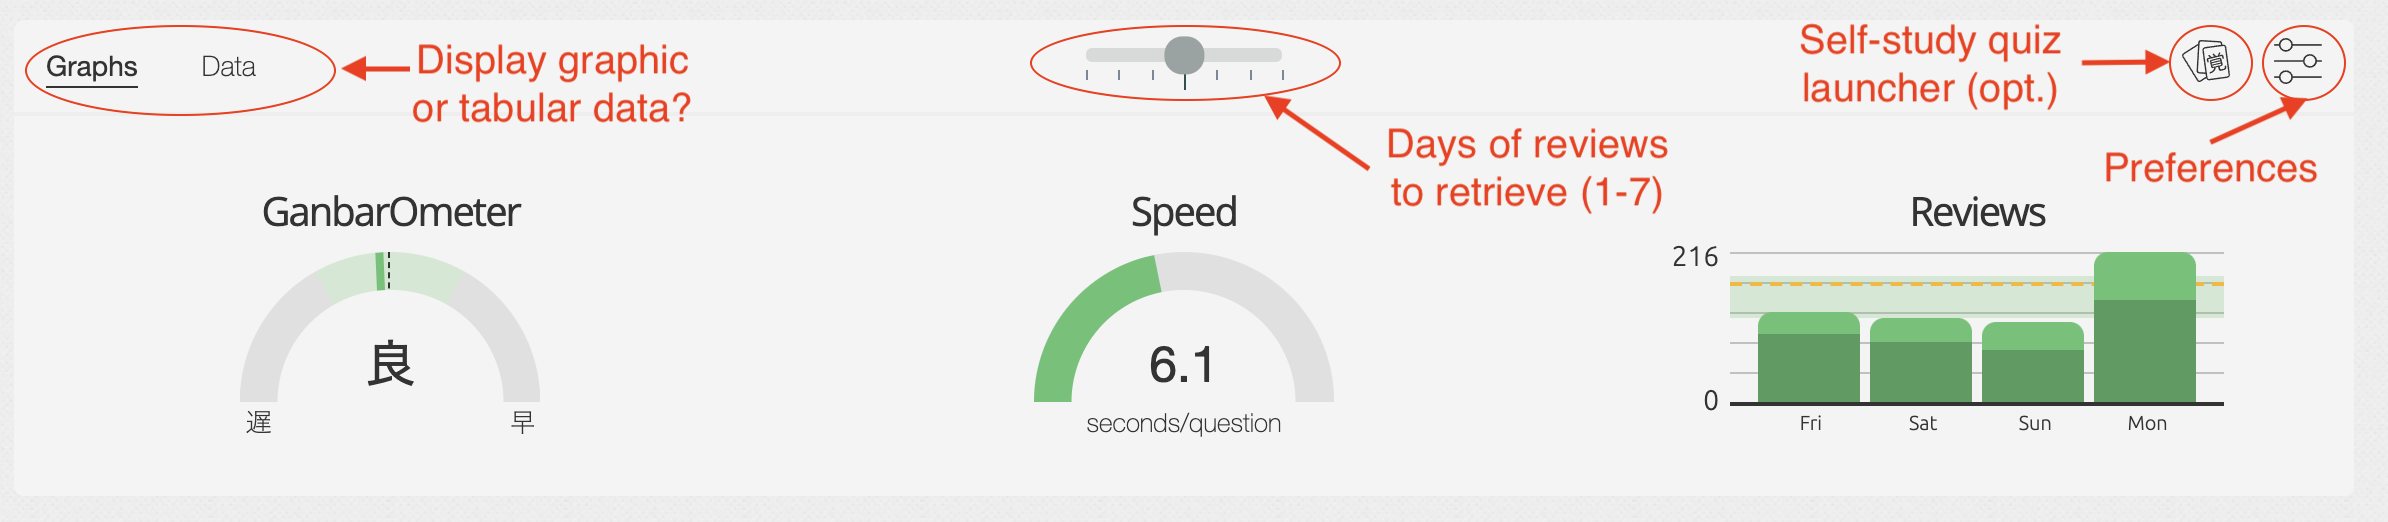 Graphs
Data
Display graphic
or tabular data?
Days of reviews
to retrieve (1-7)
Self-study quiz
launcher (opt.)
覚
Preferences
GanbarOmeter
良
遅
早
Speed
6.1
seconds/question
Reviews
216
0
Fri
Sat
Sun
Mon